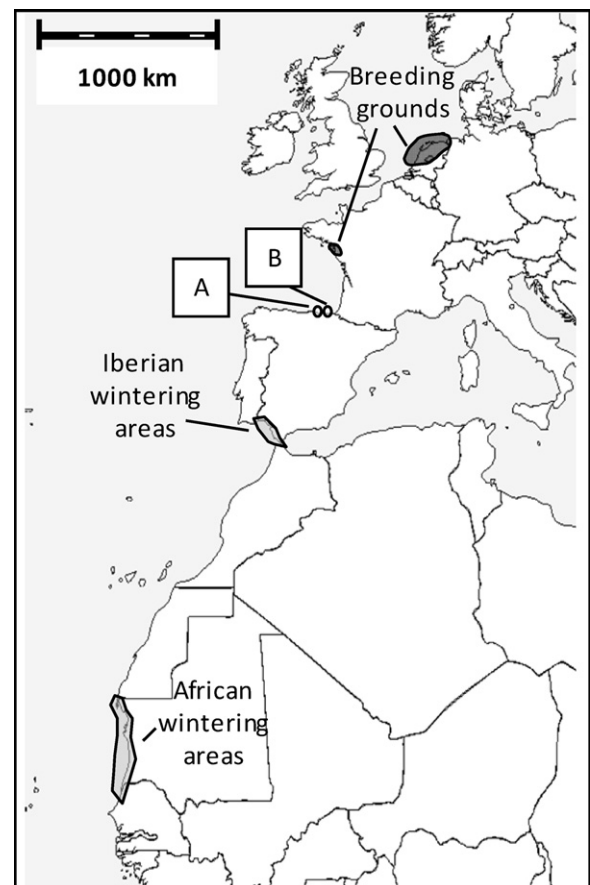 1000 km
Breeding
grounds
B
A
Iberian
wintering
areas
African
wintering
areas